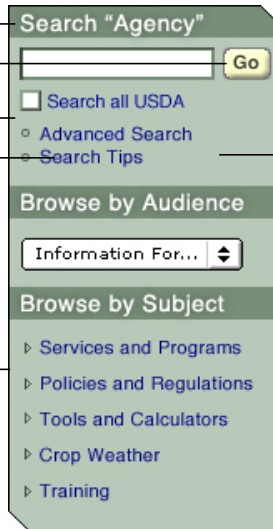 Search “Agency”
Go
Search all USDA
Advanced Search
Search Tips
Browse by Audience
Information For...
Browse by Subject
Services and Programs
Policies and Regulations
Tools and Calculators
Crop Weather
Training